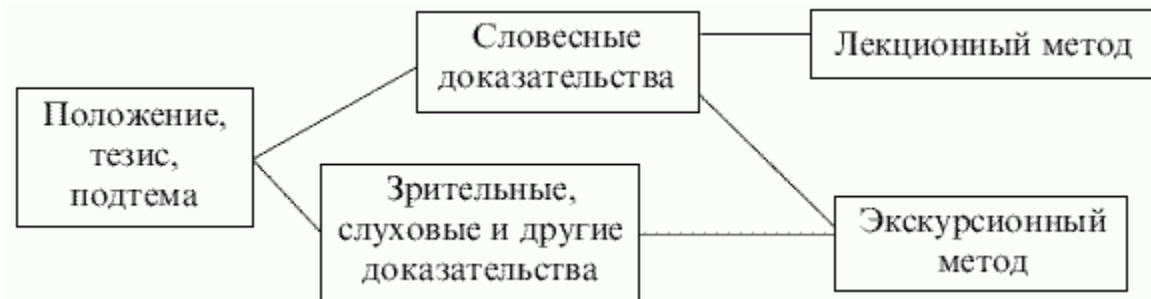 Положение,
тезис,
подтема
Словесные
доказательства
Зрительные,
слуховые и другие
доказательства
Лекционный метод
Экскурсионный
метод